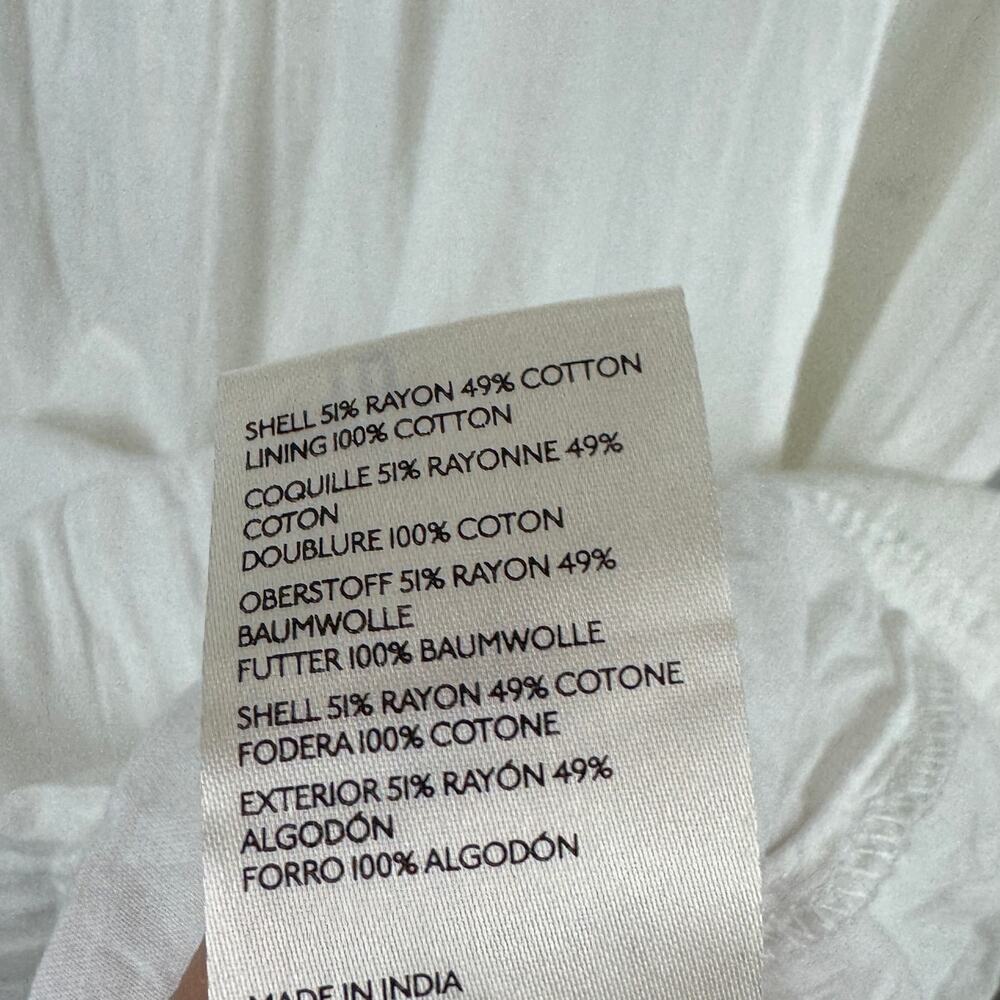 SHELL 51% RAYON 49% COTTON
LINING 100% COTTON
COQUILLE 51% RAYONNE 49%
COTON
DOUBLURE 100% COTON
OBERSTOFF 51% RAYON 49%
BAUMWOLLE
FUTTER 100% BAUMWOLLE
SHELL 51% RAYON 49% COTONE
FODERA 100% COTONE
EXTERIOR 51% RAYÓN 49%
ALGODÓN
FORRO 100% ALGODÓN
MADE IN INDIA